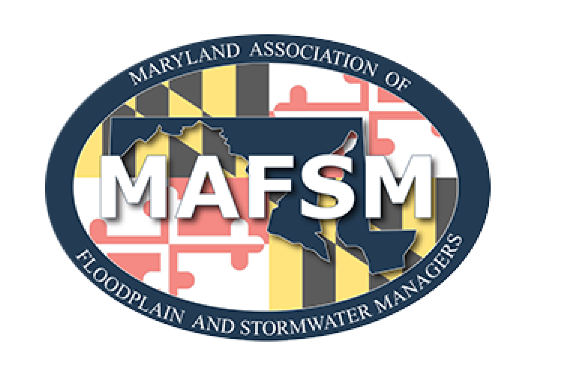 MARYLAND ASSOCIATION OF
MAFSM
FLOODPLAIN AND STORMWATER MANAGERS